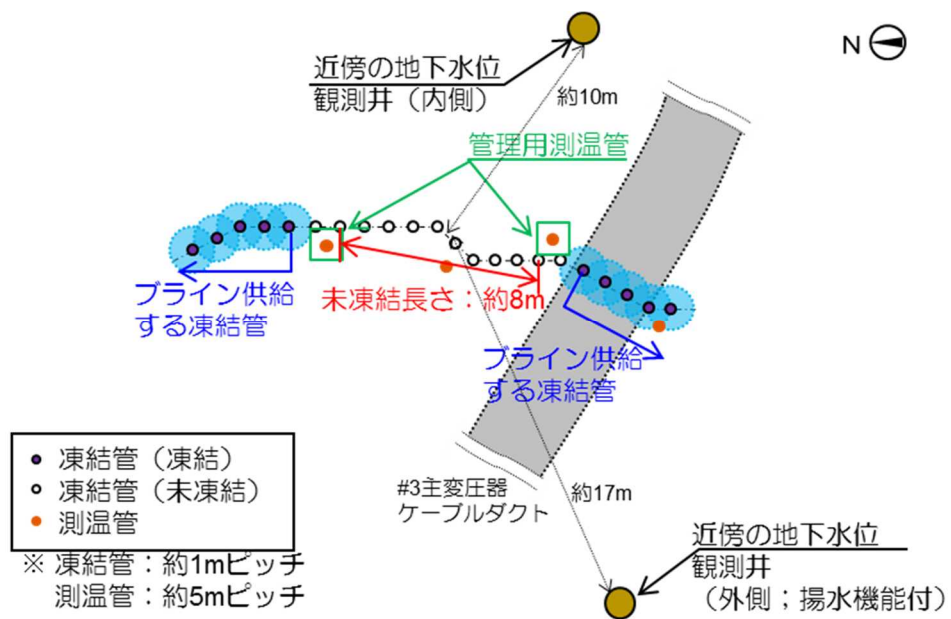 近傍の地下水位
観測井（内側）
N
約10m
管理用測温管
ブライン供給
する凍結管
未凍結長さ：約8m
ブライン供給
する凍結管
凍結管（凍結）
凍結管（未凍結）
測温管
※ 凍結管：約1mピッチ
測温管：約5mピッチ
#3主変圧器
ケーブルダクト
約17m
近傍の地下水位
観測井
（外側；揚水機能付）